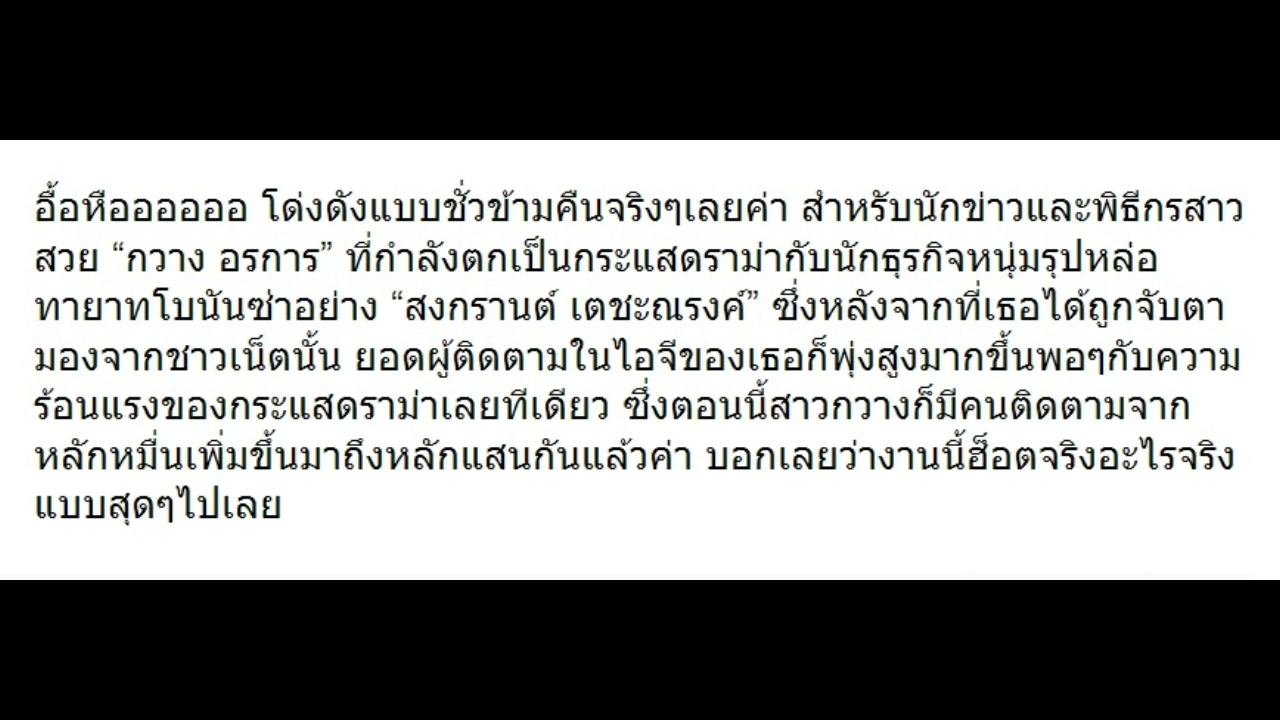 อื้อหืออออออ โด่งดังแบบชั่วข้ามคืนจริงๆเลยค่า สำหรับนักข่าวและพิธีกรสาว
สวย “กวาง อรการ” ที่กำลังตกเป็นกระแสดราม่ากับนักธุรกิจหนุ่มรุปหล่อ
ทายาทโบนันซ่าอย่าง “สงกรานต์ เตชะณรงค์” ซึ่งหลังจากที่เธอได้ถูกจับตา
มองจากชาวเน็ตนั้น ยอดผู้ติดตามในไอจีของเธอก็พุ่งสูงมากขึ้นพอๆกับความ
ร้อนแรงของกระแสดราม่าเลยทีเดียว ซึ่งตอนนี้สาวกวางก็มีคนติดตามจาก
หลักหมื่นเพิ่มขึ้นมาถึงหลักแสนกันแล้วค่า บอกเลยว่างานนี้ฮ็อตจริงอะไรจริง
แบบสุดๆไปเลย